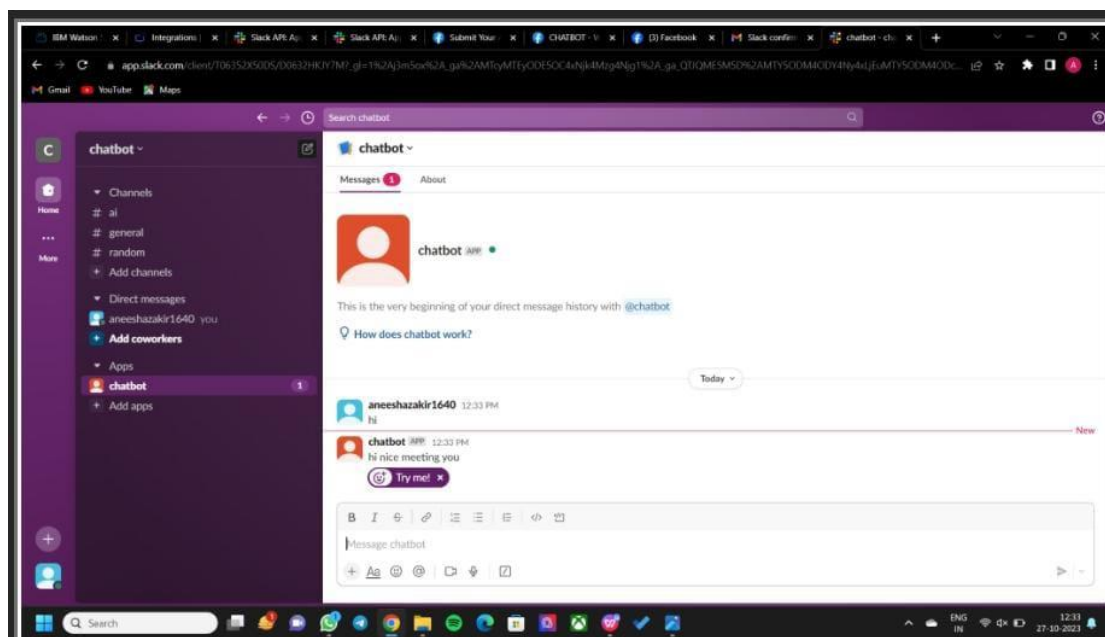 IBM Watson
Integrations
Slack API: Ap
Slack API: Ap
Submit Your
CHATBOT - V
(3) Facebook
Slack confirm
chatbot - ch
app.slack.com
Gmail YouTube Maps
Search chatbot
C
chatbot
Home
More
Channels
# ai
# general
# random
+ Add channels
Direct messages
aneeshazakir1640 you
+ Add coworkers
Apps
chatbot 1
+ Add apps
chatbot
Messages 1 About
chatbot APP
This is the very beginning of your direct message history with @chatbot
How does chatbot work?
Today
aneeshazakir1640 12:33 PM
hi
New
chatbot APP 12:33 PM
hi nice meeting you
Try me!
B I S
Message chatbot
+ Aa @
Search
ENG
IN
12:33
27-10-2023